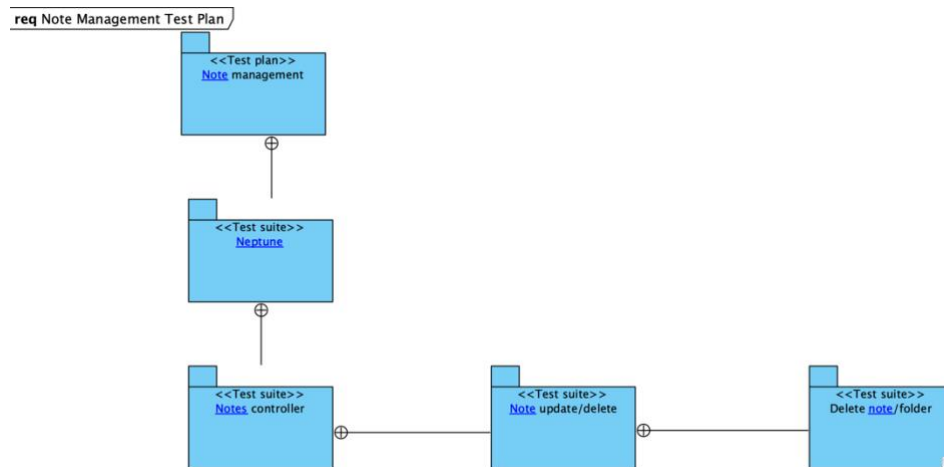 req Note Management Test Plan
<<Test plan>>
Note management
<<Test suite>>
Neptune
<<Test suite>>
Notes controller
<<Test suite>>
Note update/delete
<<Test suite>>
Delete note/folder